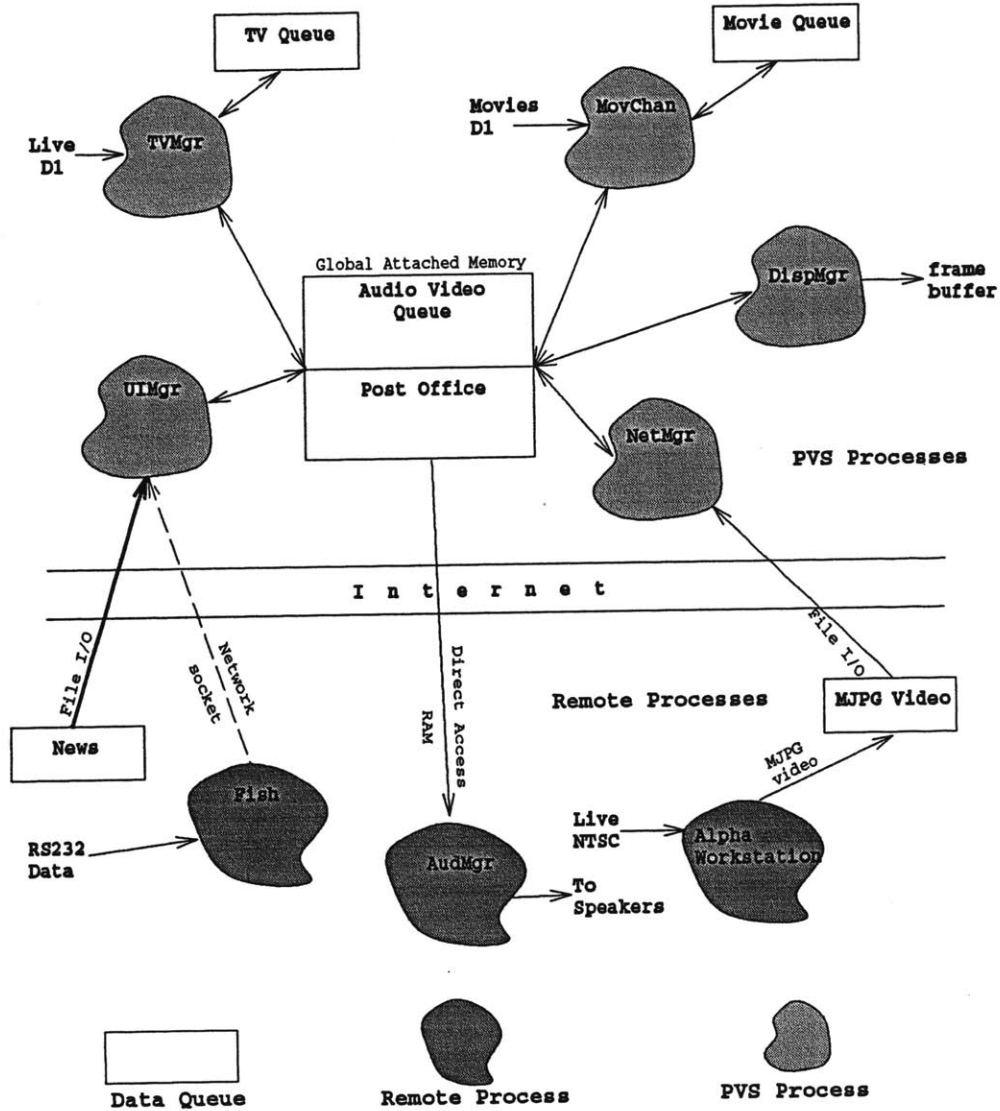 TV Queue
Movie Queue
TVMgr
Live
D1
Movies
D1
MovChan
Global Attached Memory
Audio Video
Queue
Post Office
DispMgr
frame
buffer
UIMgr
NetMgr
PVS Processes
I n t e r n e t
File I/O
Network
socket
Direct Access
RAM
File I/O
Remote Processes
MJPG Video
News
MJPG
video
Fish
RS232
Data
Live
NTSC
Alpha
Workstation
AudMgr
To
Speakers
Data Queue
Remote Process
PVS Process